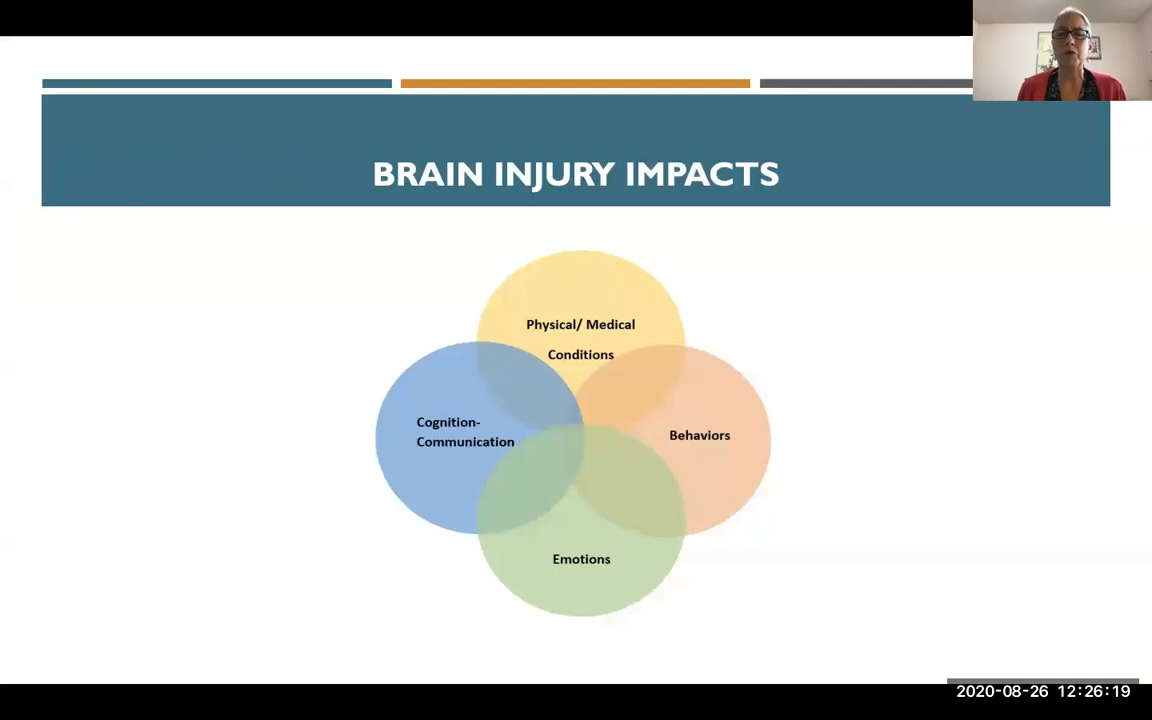 BRAIN INJURY IMPACTS
Physical/ Medical
Conditions
Cognition-
Communication
Behaviors
Emotions
2020-08-26 12:26:19